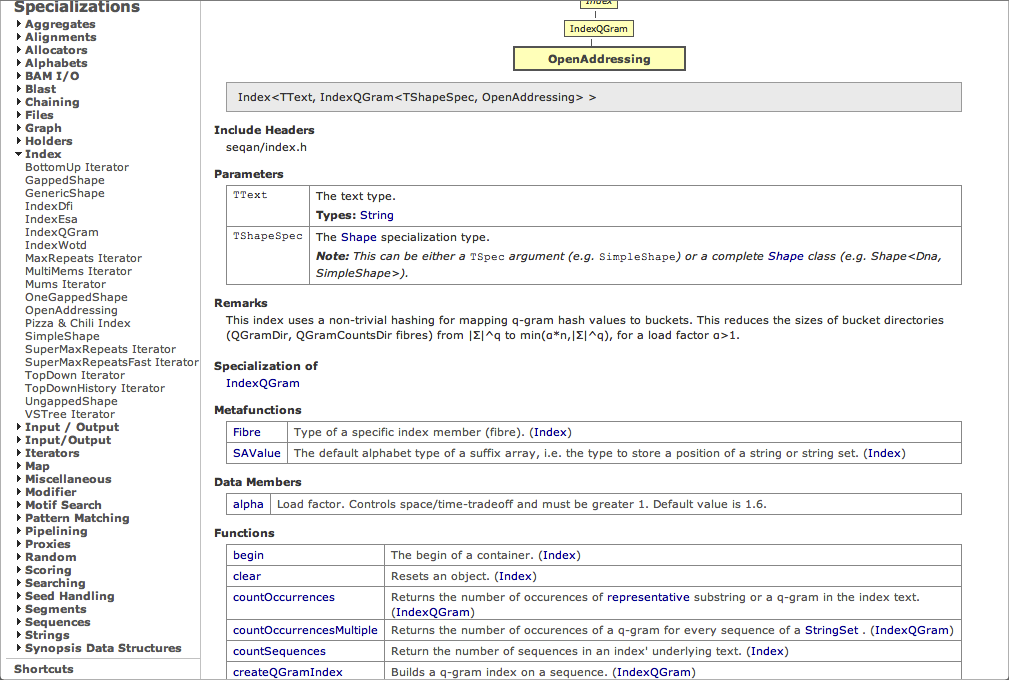 Specializations
Aggregates
Alignments
Allocators
Alphabets
BAM I/O
Blast
Chaining
Files
Graph
Holders
Index
BottomUp Iterator
GappedShape
GenericShape
IndexDfi
IndexEsa
IndexQGram
IndexWotd
MaxRepeats Iterator
MultiMems Iterator
Mums Iterator
OneGappedShape
OpenAddressing
Pizza & Chili Index
SimpleShape
SuperMaxRepeats Iterator
SuperMaxRepeatsFast Iterator
TopDown Iterator
TopDownHistory Iterator
UngappedShape
VSTree Iterator
Input / Output
Input/Output
Iterators
Map
Miscellaneous
Modifier
Motif Search
Pattern Matching
Pipelining
Proxies
Random
Scoring
Searching
Seed Handling
Segments
Sequences
Strings
Synopsis Data Structures
Shortcuts
Index
IndexQGram
OpenAddressing
Index<TText, IndexQGram<TShapeSpec, OpenAddressing> >
Include Headers
seqan/index.h
Parameters
TText The text type.
Types: String
TShapeSpec The Shape specialization type.
Note: This can be either a TSpec argument (e.g. SimpleShape) or a complete Shape class (e.g. Shape<Dna,
SimpleShape>).
Remarks
This index uses a non-trivial hashing for mapping q-gram hash values to buckets. This reduces the sizes of bucket directories
(QGramDir, QGramCountsDir fibres) from |Σ|^q to min(α*n,|Σ|^q), for a load factor α>1.
Specialization of
IndexQGram
Metafunctions
Fibre Type of a specific index member (fibre). (Index)
SAValue The default alphabet type of a suffix array, i.e. the type to store a position of a string or string set. (Index)
Data Members
alpha Load factor. Controls space/time-tradeoff and must be greater 1. Default value is 1.6.
Functions
begin The begin of a container. (Index)
clear Resets an object. (Index)
countOccurrences Returns the number of occurences of representative substring or a q-gram in the index text.
(IndexQGram)
countOccurrencesMultiple Returns the number of occurences of a q-gram for every sequence of a StringSet . (IndexQGram)
countSequences Return the number of sequences in an index' underlying text. (Index)
createQGramIndex Builds a q-gram index on a sequence. (IndexQGram)